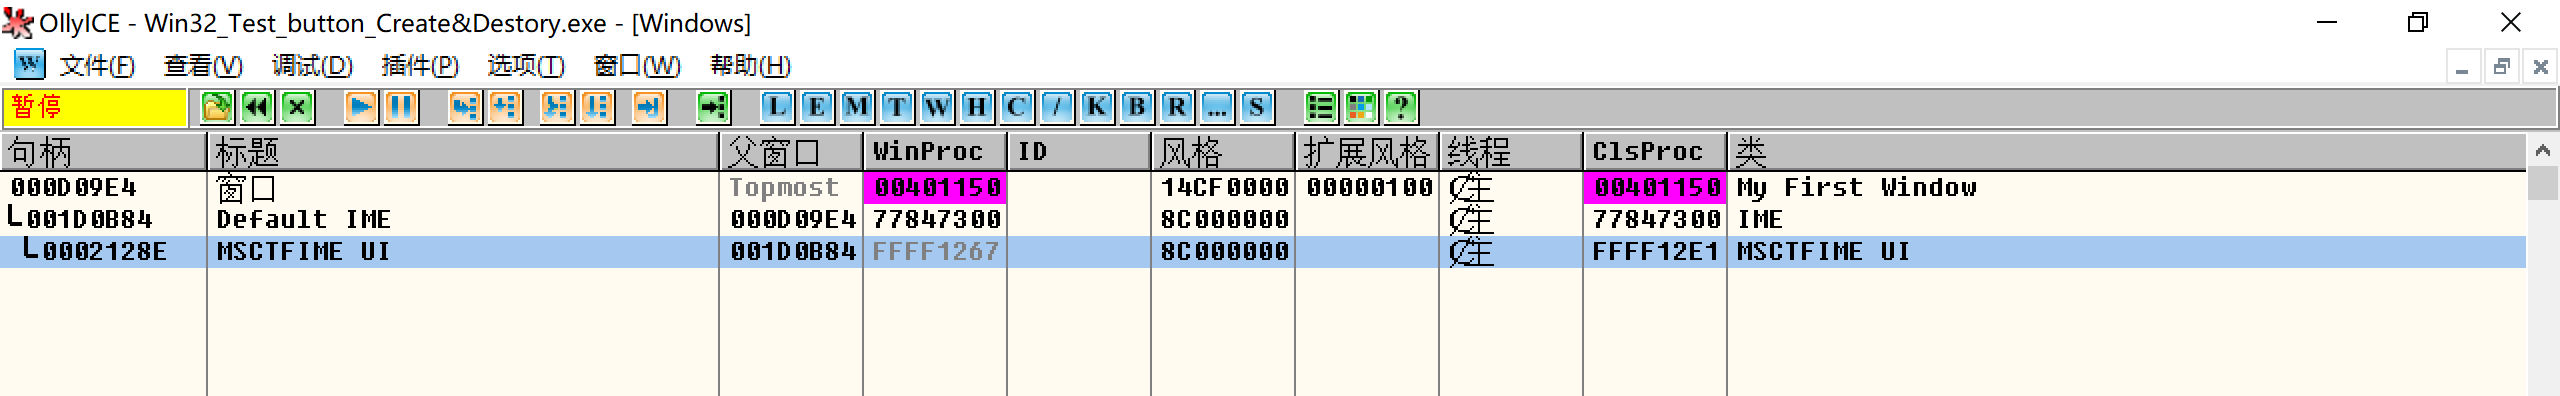 OllyICE - Win32_Test_button_Create&Destory.exe - [Windows]
文件(F) 查看(V) 调试(D) 插件(P) 选项(T) 窗口(W) 帮助(H)
暂停 L E M T W H C / K B R ... S ?
句柄 标题 父窗口 WinProc ID 风格 扩展风格 线程 ClsProc 类
000D09E4 窗口 Topmost 00401150 14CF0000 00000100 主 00401150 My First Window
001D0B84 Default IME 000D09E4 77847300 8C000000 主 77847300 IME
0002128E MSCTFIME UI 001D0B84 FFFF1267 8C000000 主 FFFF12E1 MSCTFIME UI